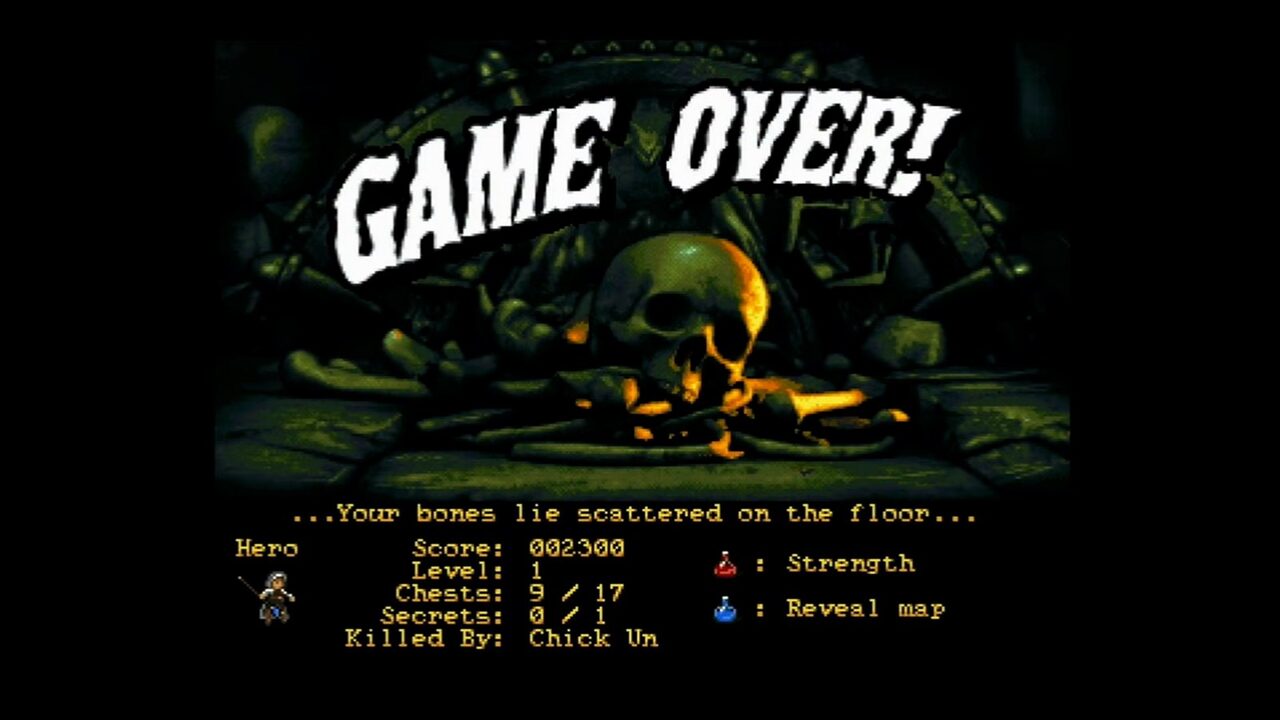 GAME OVER!
...Your bones lie scattered on the floor...
Hero
Score: 002300
Level: 1
Chests: 9 / 17
Secrets: 0 / 1
Killed By: Chick Un
: Strength
: Reveal map